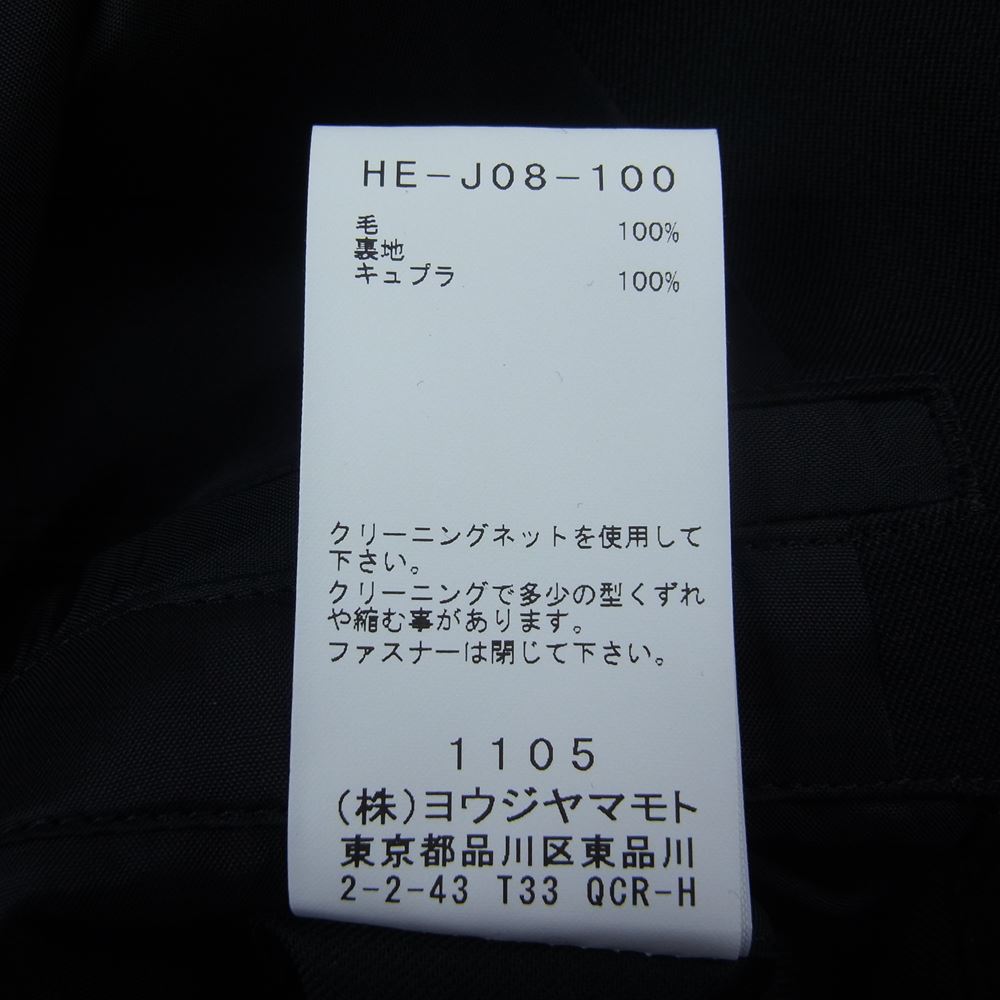 HE-J08-100
毛 100%
裏地
キュプラ 100%
クリーニングネットを使用して
下さい。
クリーニングで多少の型くずれ
や縮む事があります。
ファスナーは閉じて下さい。
1105
(株)ヨウジヤマモト
東京都品川区東品川
2-2-43 T33 QCR-H